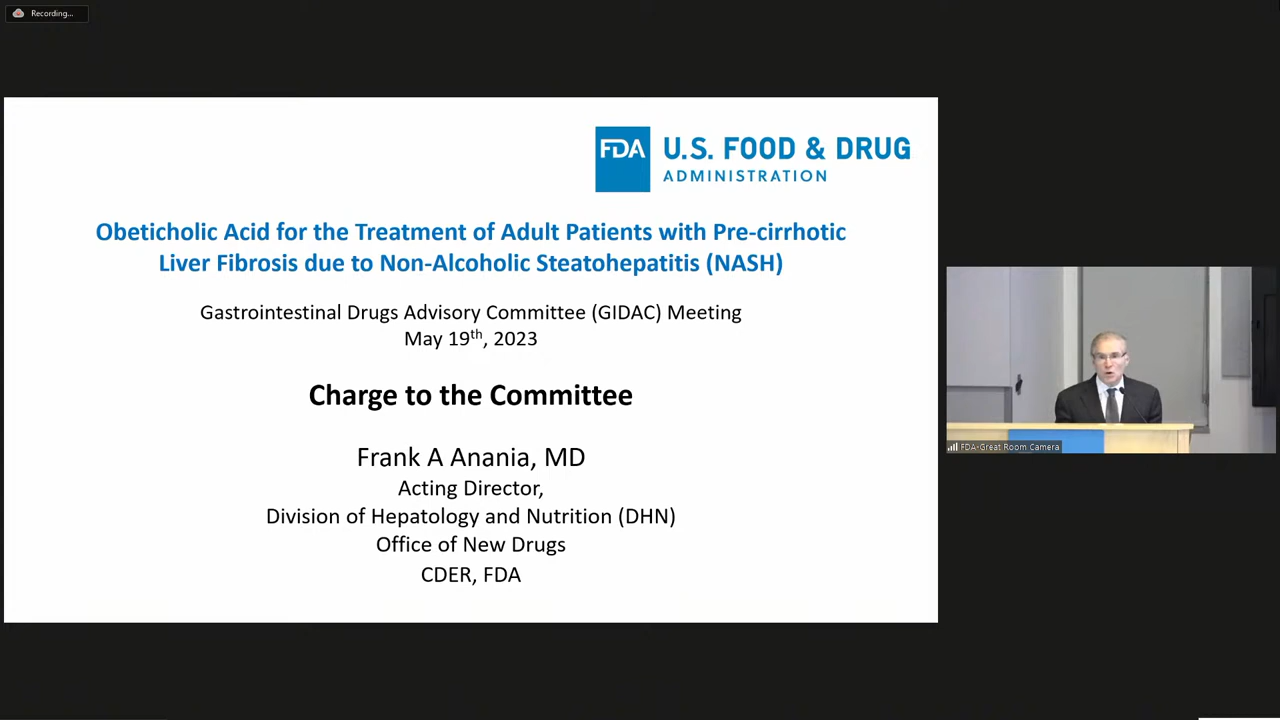 Recording...
FDA
U.S. FOOD & DRUG
ADMINISTRATION
Obeticholic Acid for the Treatment of Adult Patients with Pre-cirrhotic
Liver Fibrosis due to Non-Alcoholic Steatohepatitis (NASH)
Gastrointestinal Drugs Advisory Committee (GIDAC) Meeting
May 19th, 2023
Charge to the Committee
Frank A Anania, MD
Acting Director,
Division of Hepatology and Nutrition (DHN)
Office of New Drugs
CDER, FDA
FDA-Great Room Camera